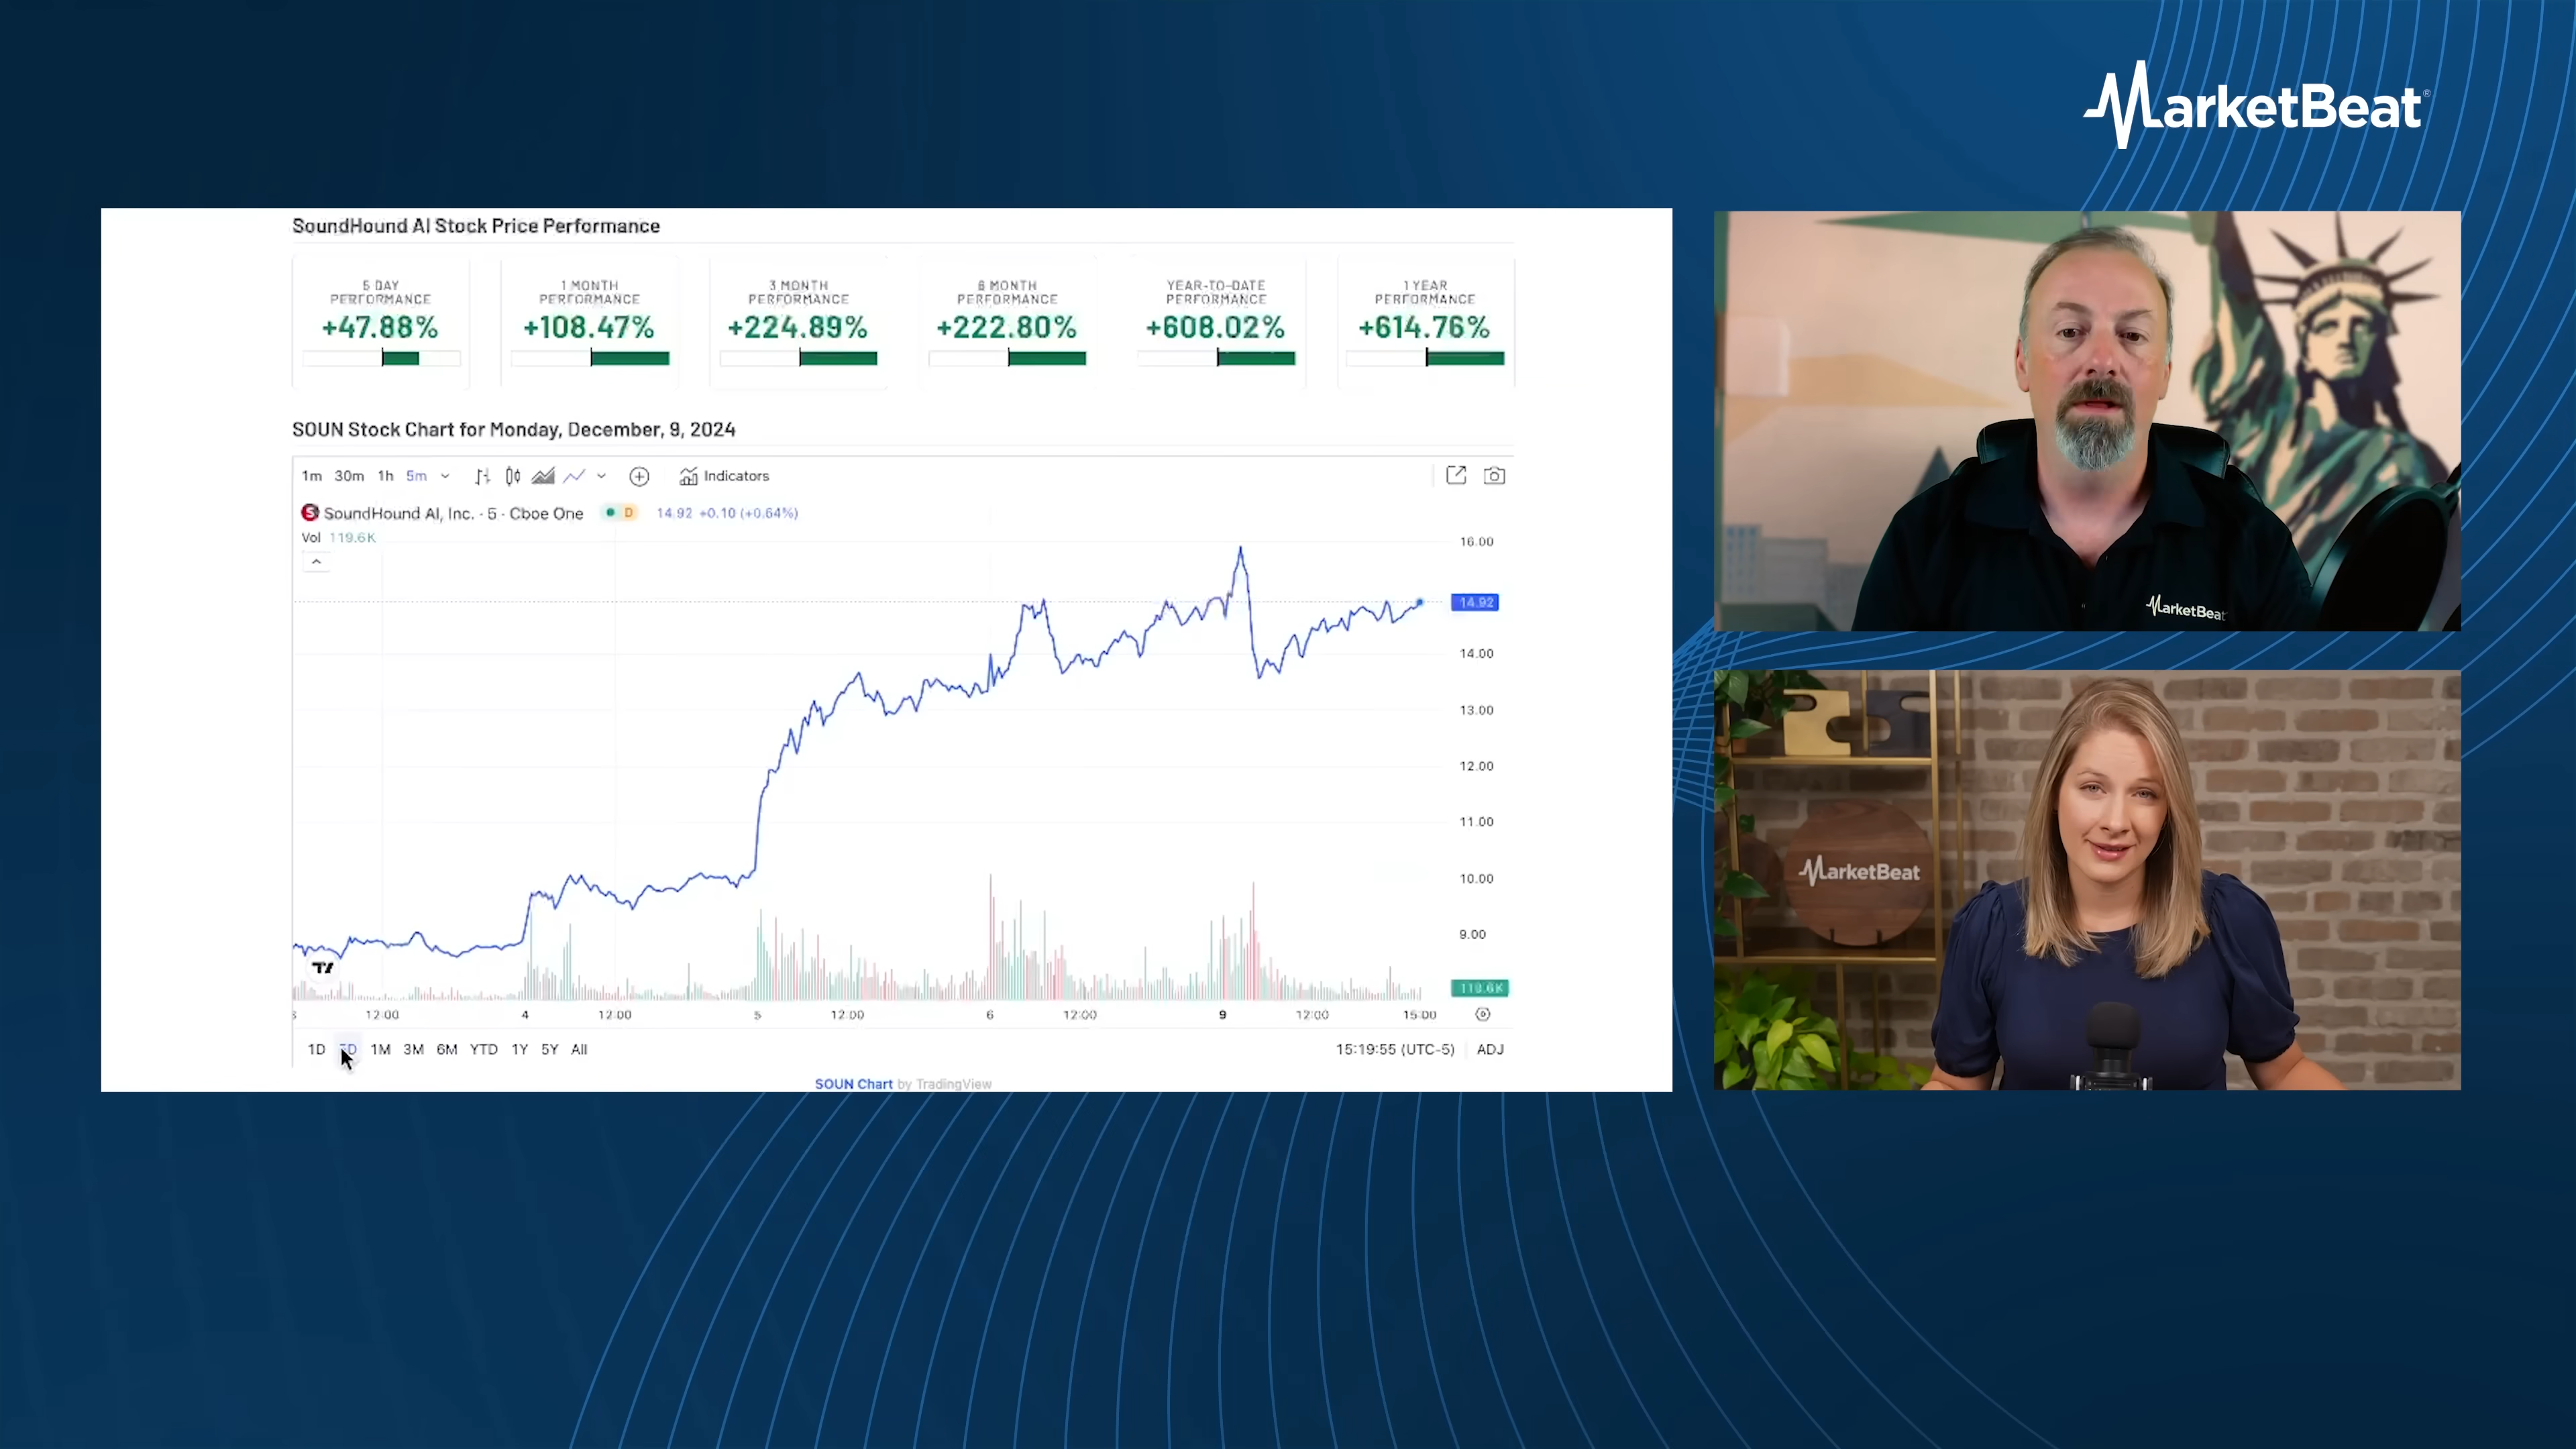 MarketBeat®
SoundHound AI Stock Price Performance
5 DAY PERFORMANCE
+47.88%
1 MONTH PERFORMANCE
+108.47%
3 MONTH PERFORMANCE
+224.89%
6 MONTH PERFORMANCE
+222.80%
YEAR-TO-DATE PERFORMANCE
+608.02%
1 YEAR PERFORMANCE
+614.76%
SOUN Stock Chart for Monday, December, 9, 2024
1m 30m 1h 5m Indicators
SoundHound AI, Inc. · 5 · Cboe One D 14.92 +0.10 (+0.64%)
Vol 119.6K
16.00
14.92
14.00
13.00
12.00
11.00
10.00
9.00
119.6K
12:00 4 12:00 5 12:00 6 12:00 9 12:00 15:00
1D 5D 1M 3M 6M YTD 1Y 5Y All 15:19:55 (UTC-5) ADJ
SOUN Chart by TradingView
MarketBeat
MarketBeat